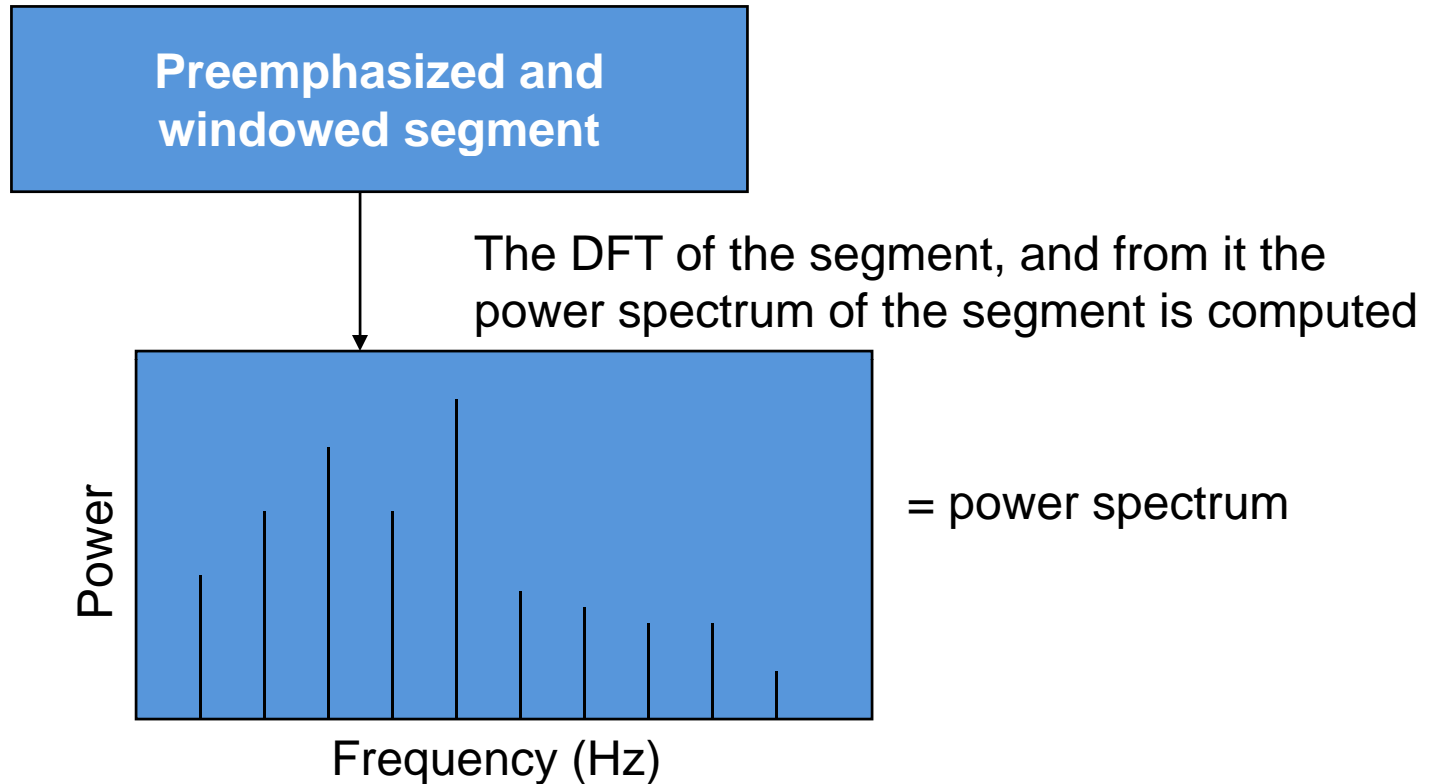 Preemphasized and
windowed segment
The DFT of the segment, and from it the
power spectrum of the segment is computed
Power
= power spectrum
Frequency (Hz)